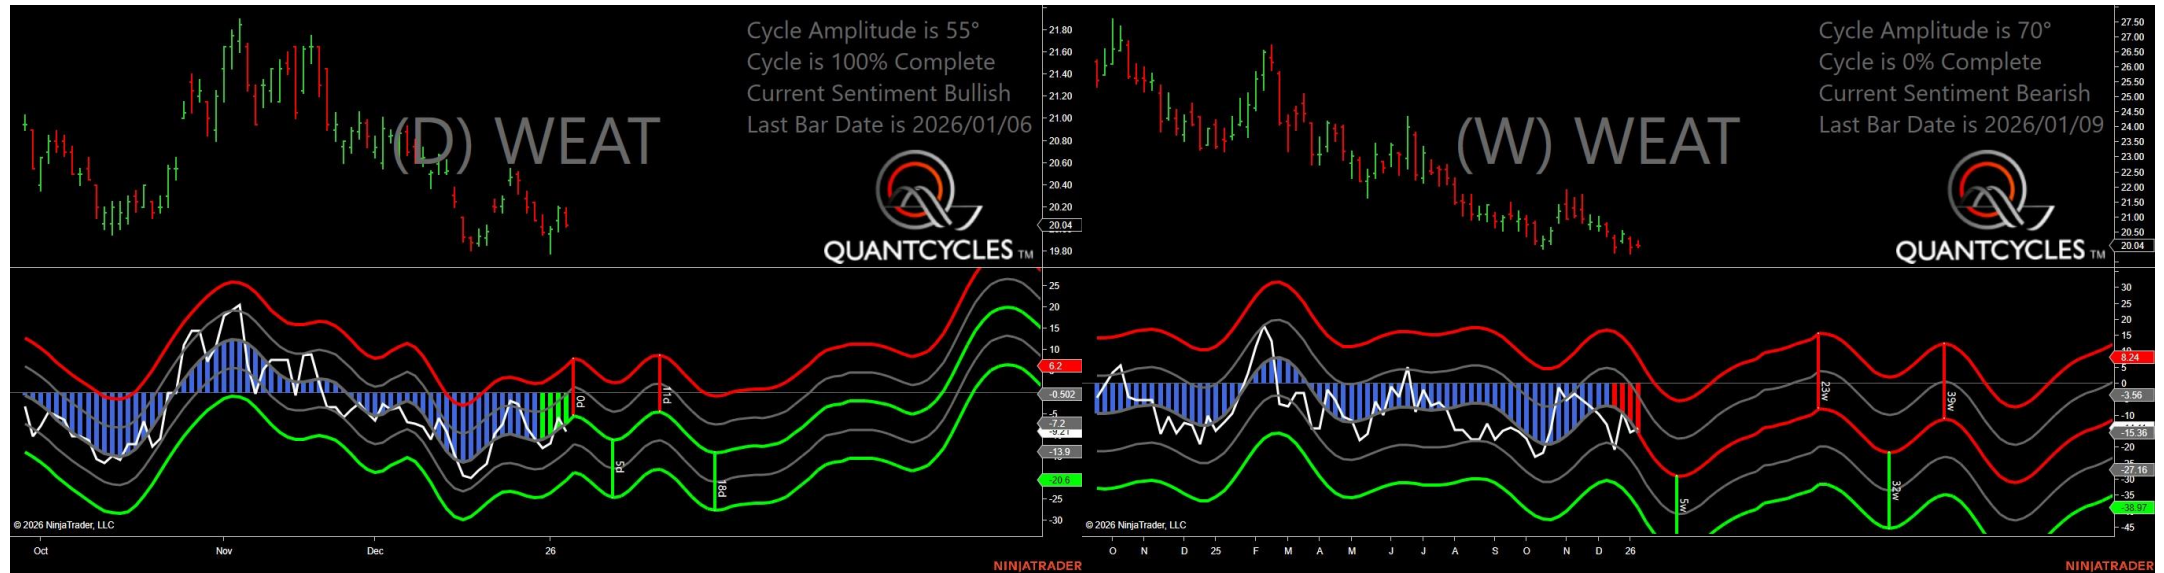 Cycle Amplitude is 55°
Cycle is 100% Complete
Current Sentiment Bullish
Last Bar Date is 2026/01/06
(D) WEAT
QUANTCYCLES TM
21.80
21.60
21.40
21.20
21.00
20.80
20.60
20.40
20.20
20.04
19.80
25
20
15
10
6.2
-0.502
-5
-7.2
-9.21
-13.9
-20.6
-25
-30
0d
5d
11d
18d
© 2026 NinjaTrader, LLC
Oct
Nov
Dec
26
NINJATRADER
Cycle Amplitude is 70°
Cycle is 0% Complete
Current Sentiment Bearish
Last Bar Date is 2026/01/09
(W) WEAT
QUANTCYCLES TM
27.50
27.00
26.50
26.00
25.50
25.00
24.50
24.00
23.50
23.00
22.50
22.00
21.50
21.00
20.50
20.04
30
25
20
15
8.24
5
0
-3.56
-10
-15.36
-20
-27.16
-30
-35
-38.97
-45
5w
23w
32w
39w
© 2026 NinjaTrader, LLC
O N D 25 F M A M J J A S O N D 26
NINJATRADER